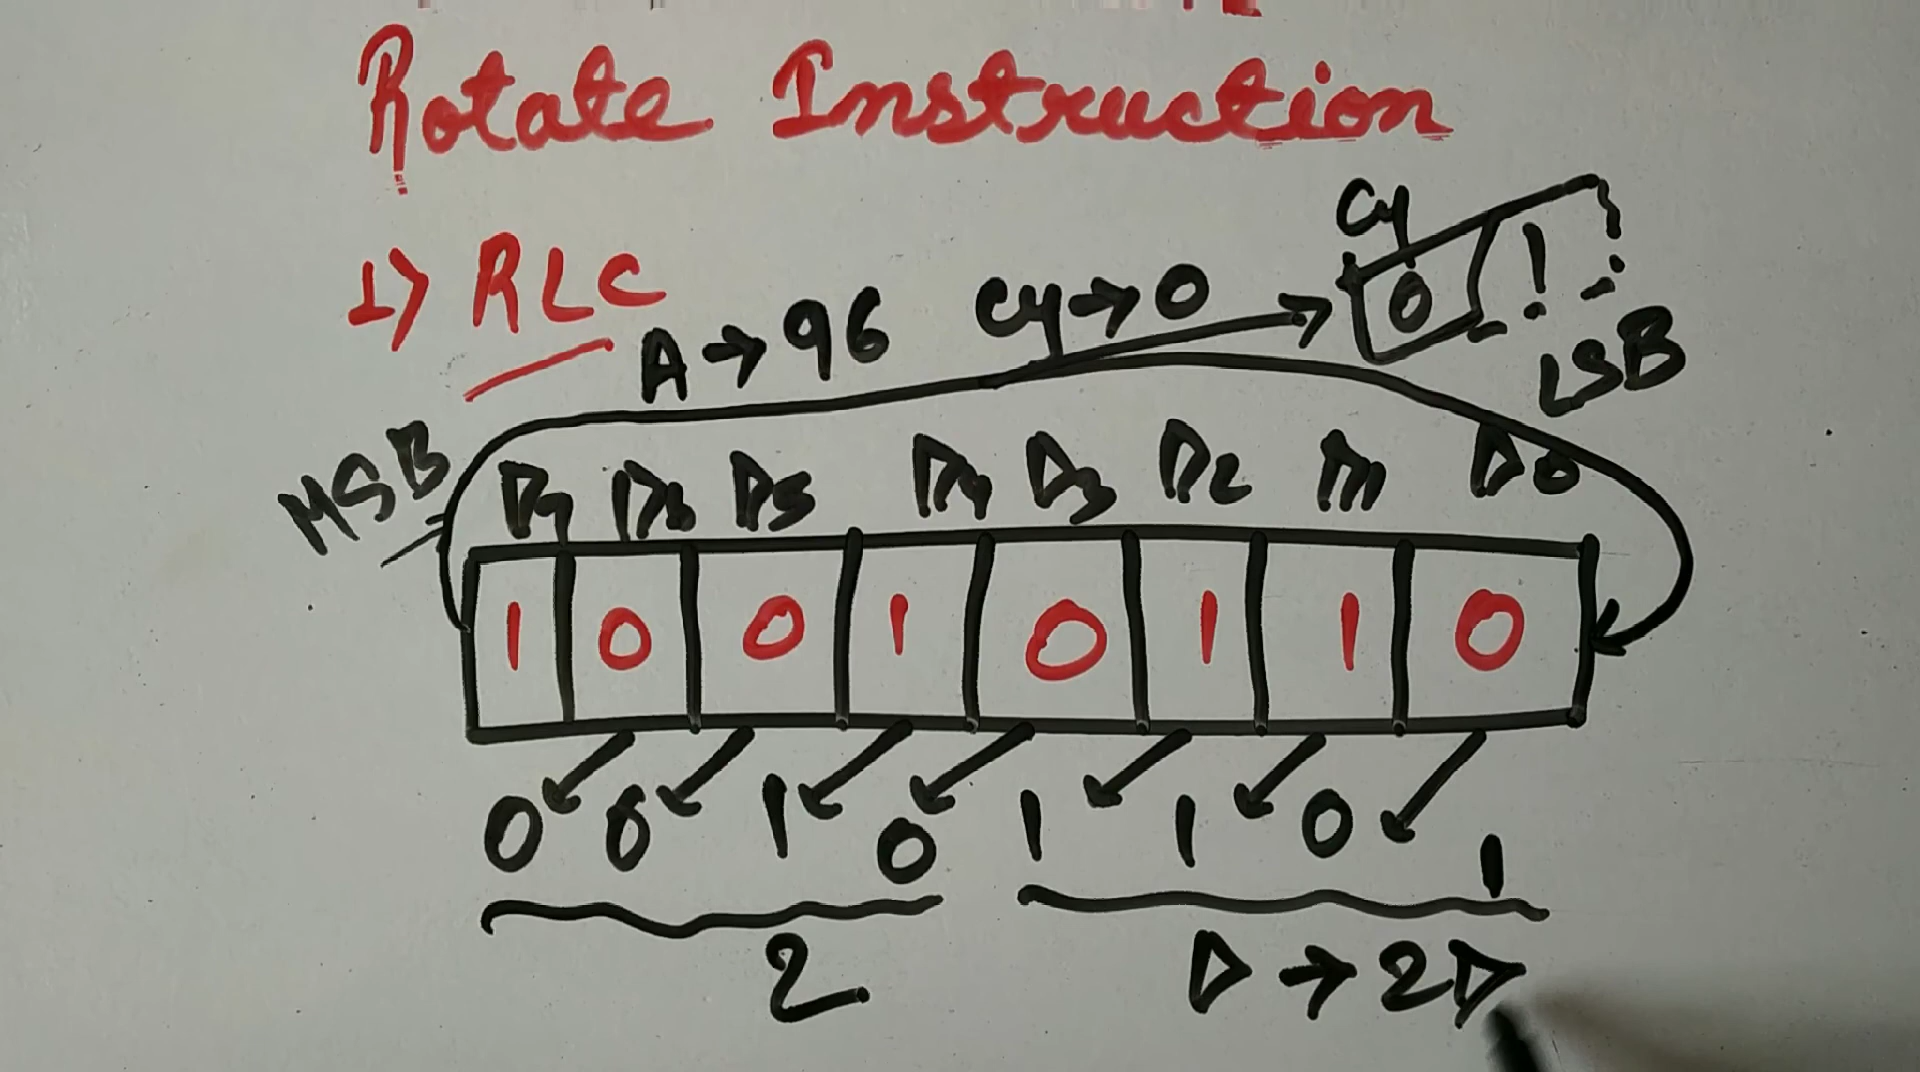 Rotate Instruction
1) RLC
A → 96 Cy → 0
Cy
0 1
MSB
LSB
D7 D6 D5 D4 D3 D2 D1 D0
1 0 0 1 0 1 1 0
0 0 1 0 1 1 0 1
2 D → 2D